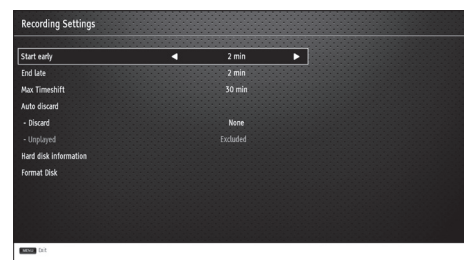 Recording Settings
Start early 2 min
End late 2 min
Max Timeshift 30 min
Auto discard
- Discard None
- Unplayed Excluded
Hard disk information
Format Disk
MENU Exit